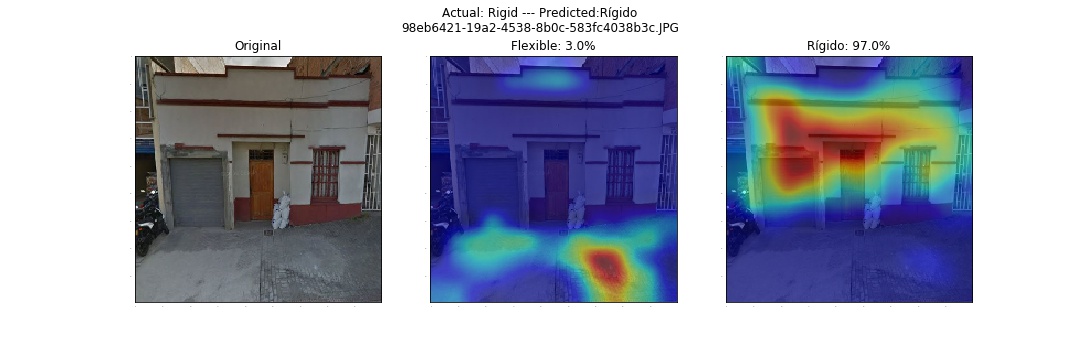 Actual: Rigid --- Predicted:Rígido
98eb6421-19a2-4538-8b0c-583fc4038b3c.JPG
Original
Flexible: 3.0%
Rígido: 97.0%